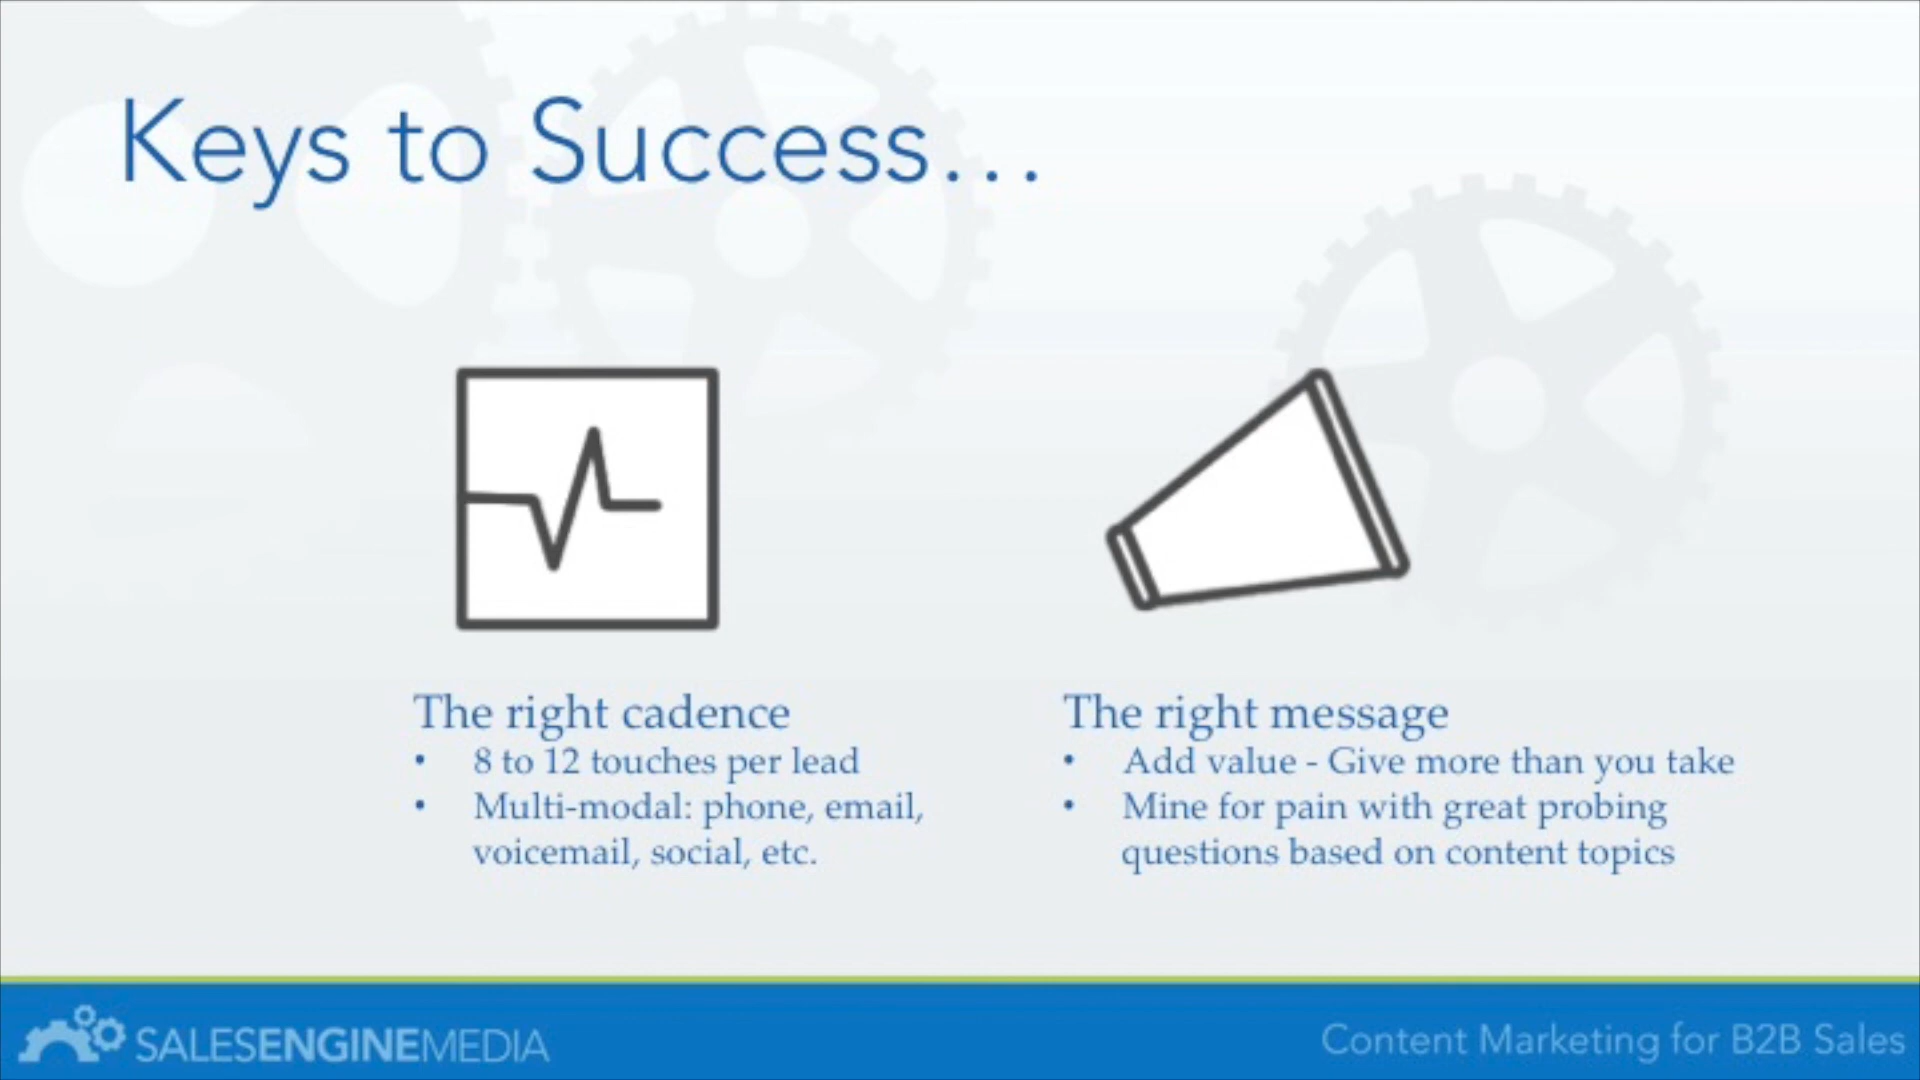 Keys to Success...
The right cadence
• 8 to 12 touches per lead
• Multi-modal: phone, email,
voicemail, social, etc.
The right message
• Add value - Give more than you take
• Mine for pain with great probing
questions based on content topics
SALESENGINEMEDIA
Content Marketing for B2B Sales